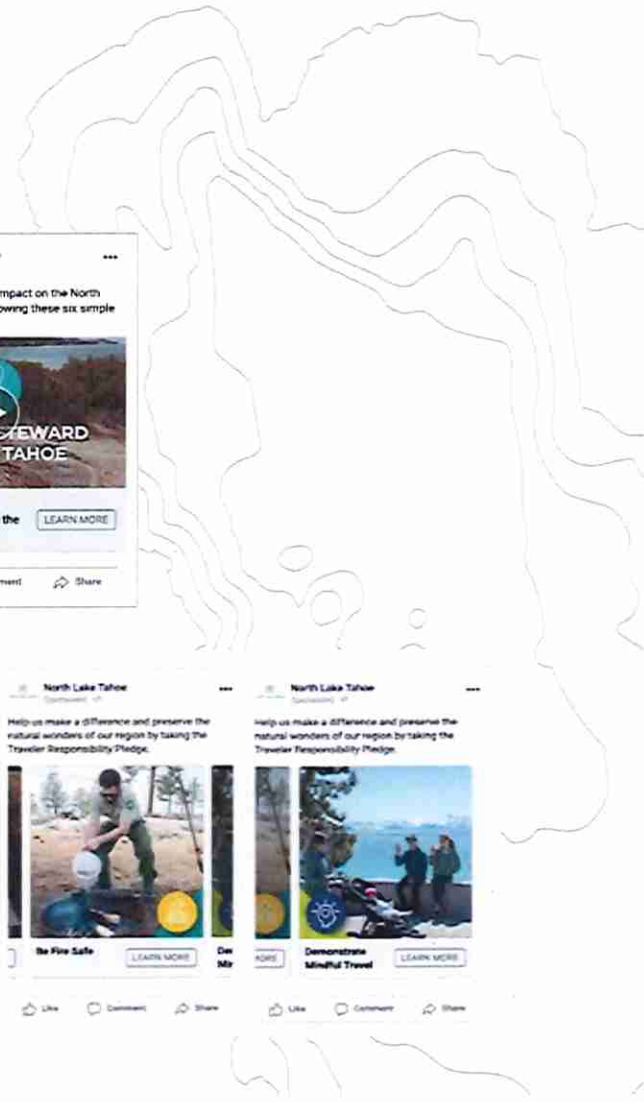 mpact on the North
owing these six simple
STEWARD
TAHOE
the
LEARN MORE
ment
Share
North Lake Tahoe
Sponsored
Help us make a difference and preserve the
natural wonders of our region by taking the
Traveler Responsibility Pledge.
Be Fire Safe
LEARN MORE
Like
Comment
Share
North Lake Tahoe
Sponsored
Help us make a difference and preserve the
natural wonders of our region by taking the
Traveler Responsibility Pledge.
Demonstrate
Mindful Travel
LEARN MORE
Like
Comment
Share